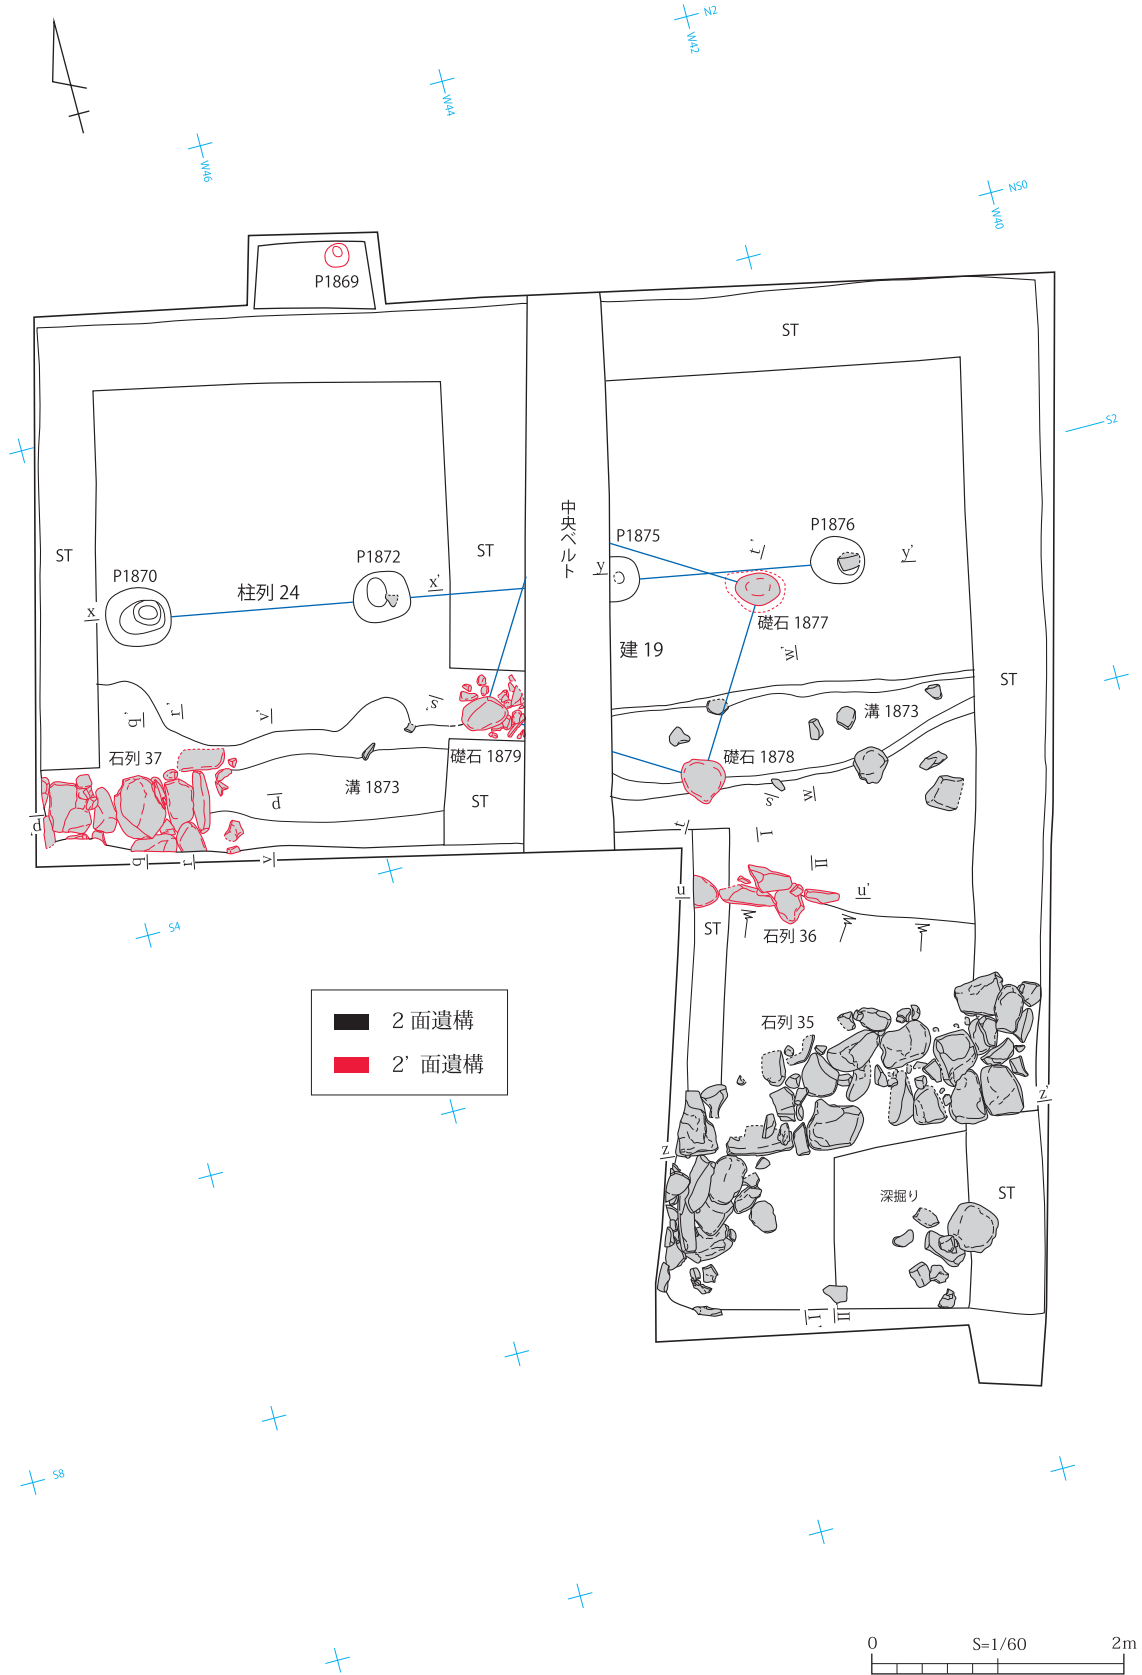 N2
W42
W44
W46
NS0
W40
P1869
ST
S2
中央ベルト
P1875
P1876
t'
y
y'
ST
ST
P1872
P1870
柱列 24
x'
x
礎石 1877
建 19
w'
ST
s'
溝 1873
q'
r'
v'
石列 37
礎石 1879
礎石 1878
溝 1873
p
ST
s
w
p'
t
I
q
r
v
II
u
u'
ST
石列 36
S4
2 面遺構
2' 面遺構
石列 35
z'
z
深掘り
ST
I'
II'
S8
0
S=1/60
2m